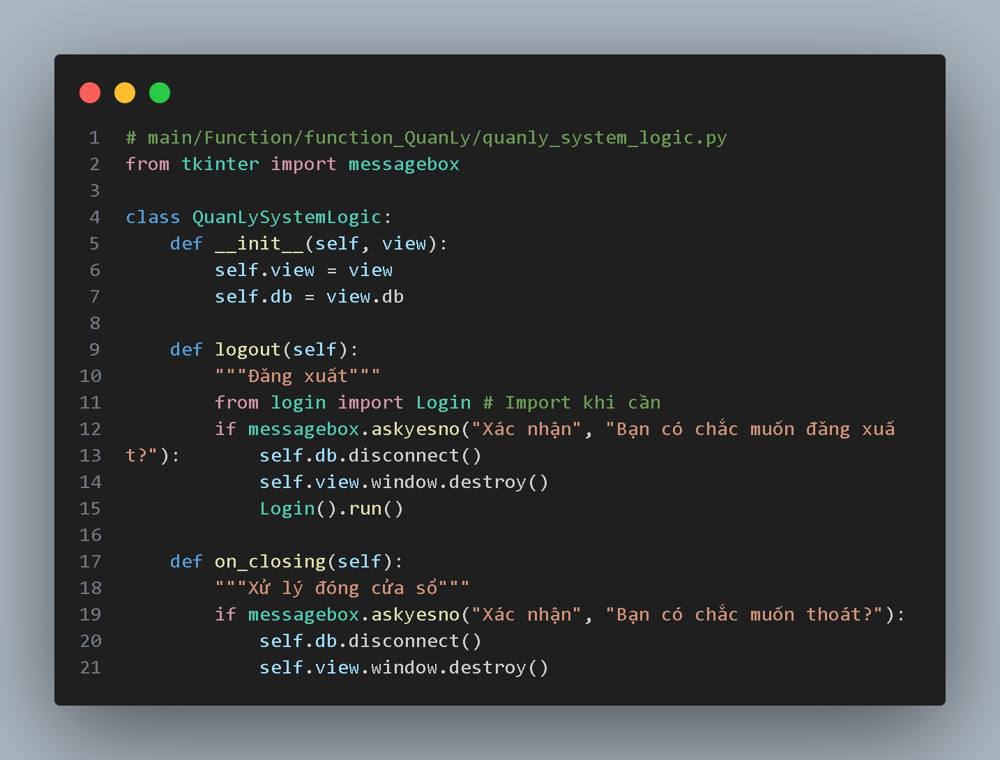 1 # main/Function/function_QuanLy/quanly_system_logic.py
2 from tkinter import messagebox
3
4 class QuanLySystemLogic:
5     def __init__(self, view):
6         self.view = view
7         self.db = view.db
8
9     def logout(self):
10         """Đăng xuất"""
11         from login import Login # Import khi cần
12         if messagebox.askyesno("Xác nhận", "Bạn có chắc muốn đăng xuấ
13 t?"):       self.db.disconnect()
14             self.view.window.destroy()
15             Login().run()
16
17     def on_closing(self):
18         """Xử lý đóng cửa sổ"""
19         if messagebox.askyesno("Xác nhận", "Bạn có chắc muốn thoát?"):
20             self.db.disconnect()
21             self.view.window.destroy()